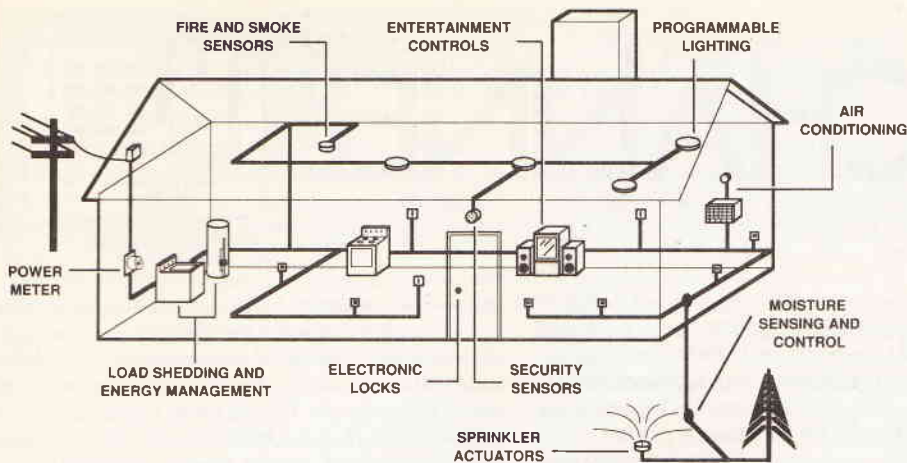 FIRE AND SMOKE
SENSORS
ENTERTAINMENT
CONTROLS
PROGRAMMABLE
LIGHTING
AIR
CONDITIONING
POWER
METER
LOAD SHEDDING AND
ENERGY MANAGEMENT
ELECTRONIC
LOCKS
SECURITY
SENSORS
MOISTURE
SENSING AND
CONTROL
SPRINKLER
ACTUATORS